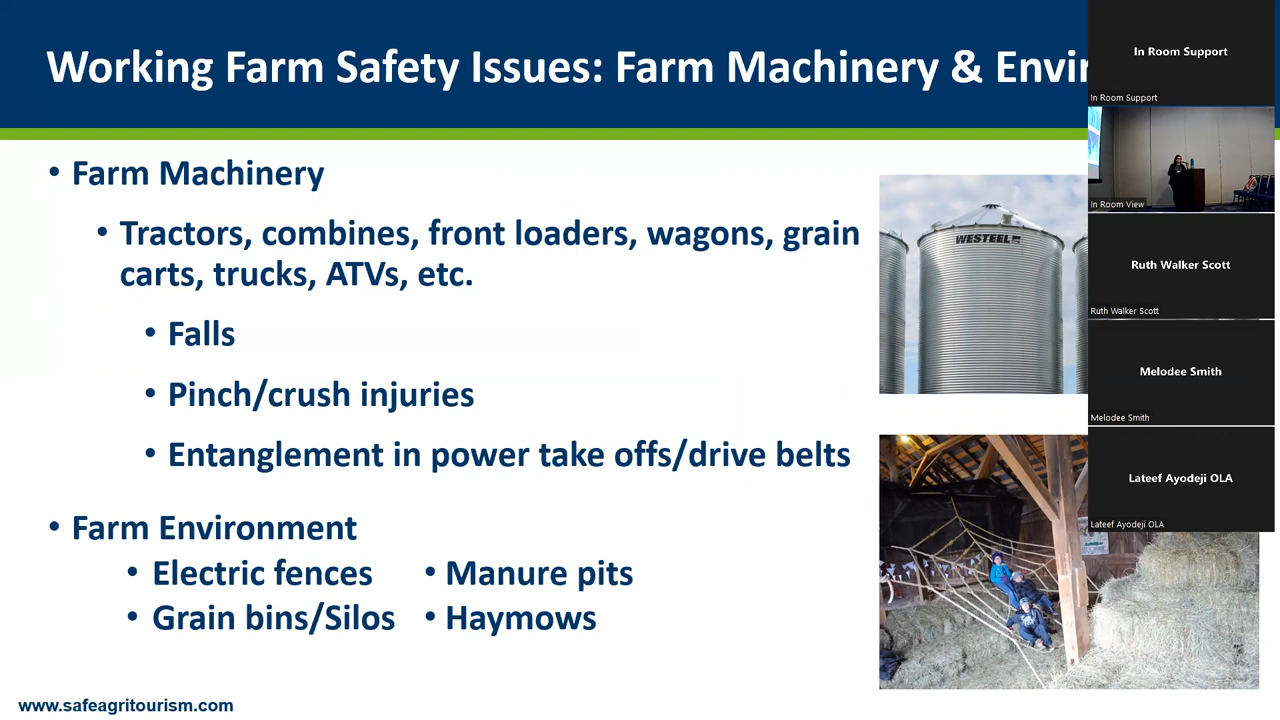 Working Farm Safety Issues: Farm Machinery &
• Farm Machinery
• Tractors, combines, front loaders, wagons, grain
carts, trucks, ATVs, etc.
• Falls
• Pinch/crush injuries
• Entanglement in power take offs/drive belts
• Farm Environment
• Electric fences
• Manure pits
• Grain bins/Silos
• Haymows
www.safeagritourism.com
WESTEEL
In Room Support
In Room Support
In Room View
Ruth Walker Scott
Ruth Walker Scott
Melodee Smith
Melodee Smith
Lateef Ayodeji OLA
Lateef Ayodeji OLA